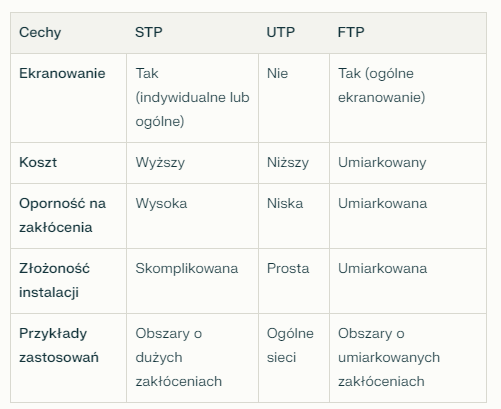 Cechy STP UTP FTP
Ekranowanie Tak Nie Tak (ogólne
(indywidualne lub ekranowanie)
ogólne)
Koszt Wyższy Niższy Umiarkowany
Oporność na Wysoka Niska Umiarkowana
zakłócenia
Złożoność Skomplikowana Prosta Umiarkowana
instalacji
Przykłady Obszary o Ogólne Obszary o
zastosowań dużych sieci umiarkowanych
zakłóceniach zakłóceniach